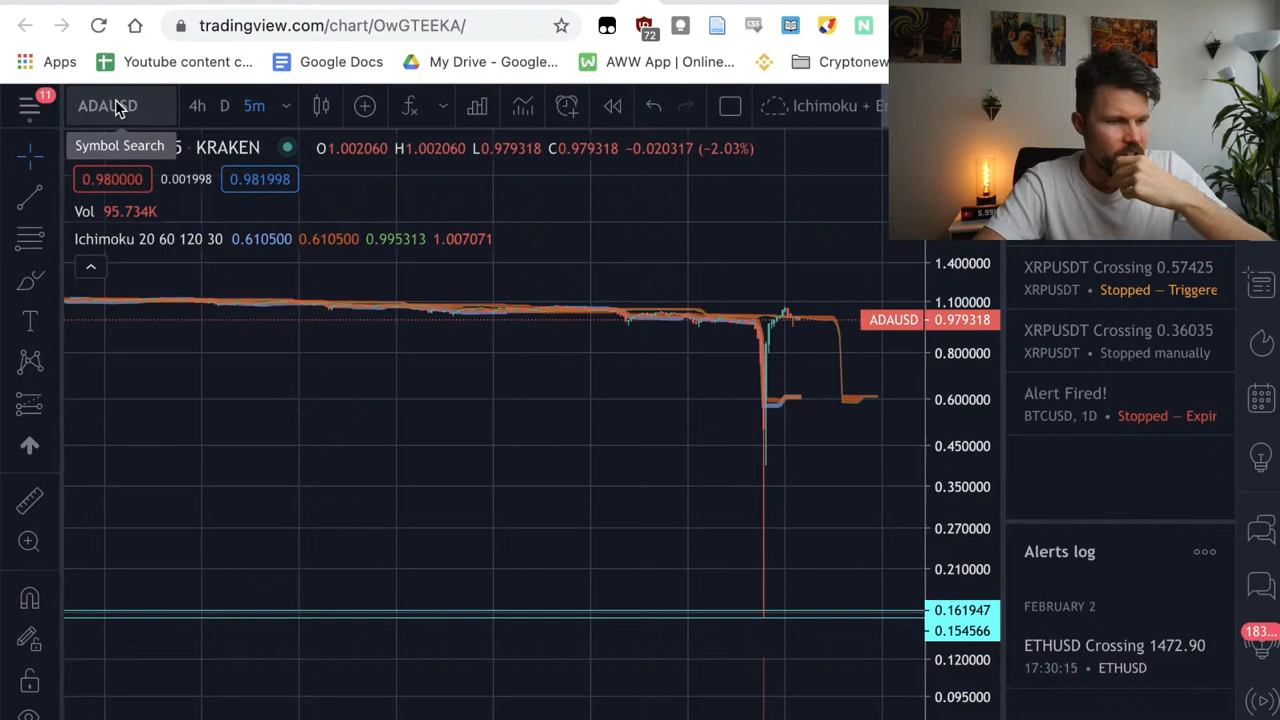 tradingview.com/chart/OwGTEEKA/
72
CSS
N
Apps
Youtube content c...
Google Docs
My Drive - Google...
AWW App | Online...
Cryptonew
11
ADAUSD
4h
D
5m
Ichimoku + E
Symbol Search
5 · KRAKEN
O1.002060 H1.002060 L0.979318 C0.979318 −0.020317 (−2.03%)
0.980000
0.001998
0.981998
Vol 95.734K
Ichimoku 20 60 120 30 0.610500 0.610500 0.995313 1.007071
1.400000
1.100000
ADAUSD 0.979318
0.800000
0.600000
0.450000
0.350000
0.270000
0.210000
0.161947
0.154566
0.120000
0.095000
XRPUSDT Crossing 0.57425
XRPUSDT • Stopped — Triggere
XRPUSDT Crossing 0.36035
XRPUSDT • Stopped manually
Alert Fired!
BTCUSD, 1D • Stopped — Expir
Alerts log
FEBRUARY 2
ETHUSD Crossing 1472.90
17:30:15 • ETHUSD
183...